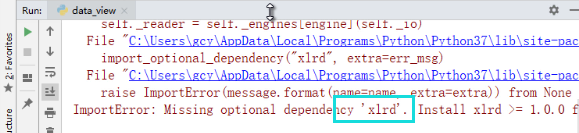 Run: data_view
self._reader = self._engines[engine](self._io)
File "C:\Users\gcy\AppData\Local\Programs\Python\Python37\lib\site-pac
import_optional_dependency("xlrd", extra=err_msg)
File "C:\Users\gcy\AppData\Local\Programs\Python\Python37\lib\site-pac
raise ImportError(message.format(name=name, extra=extra)) from None
ImportError: Missing optional dependency 'xlrd'. Install xlrd >= 1.0.0 f
2: Favorites